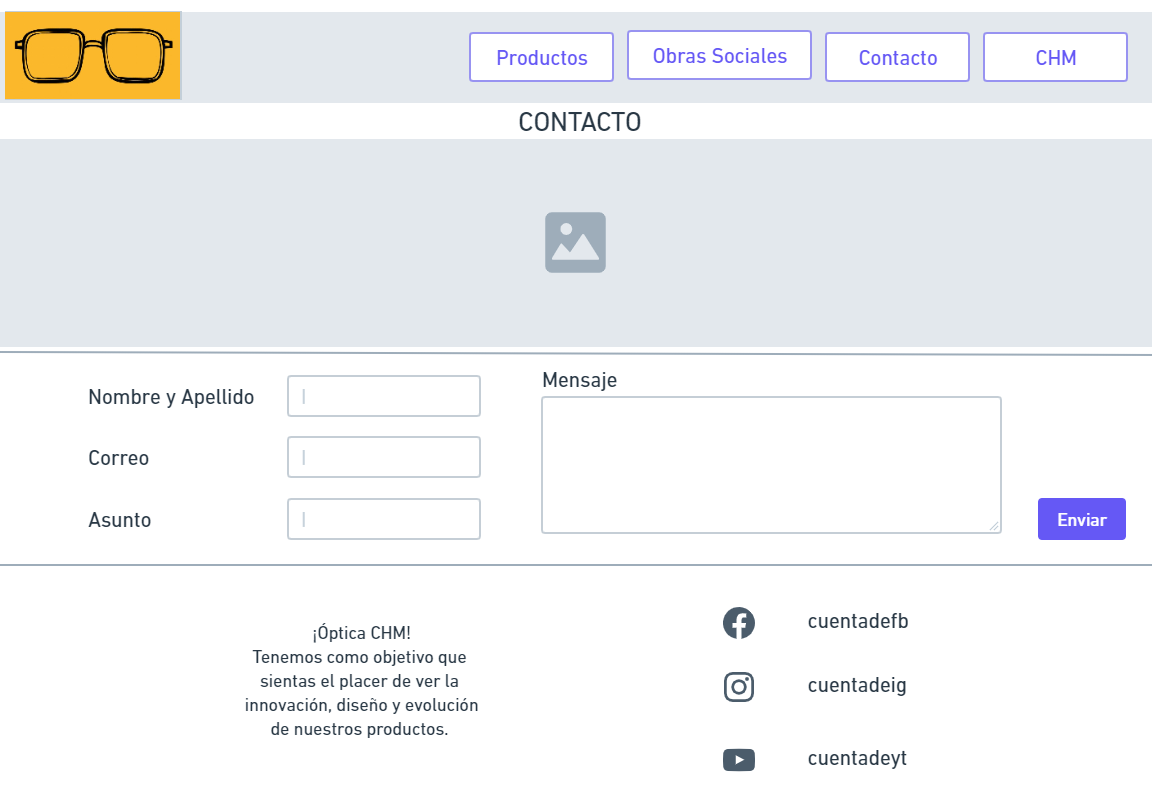 Productos
Obras Sociales
Contacto
CHM
CONTACTO
Nombre y Apellido
Correo
Asunto
Mensaje
Enviar
¡Óptica CHM!
Tenemos como objetivo que
sientas el placer de ver la
innovación, diseño y evolución
de nuestros productos.
cuentadefb
cuentadeig
cuentadeyt